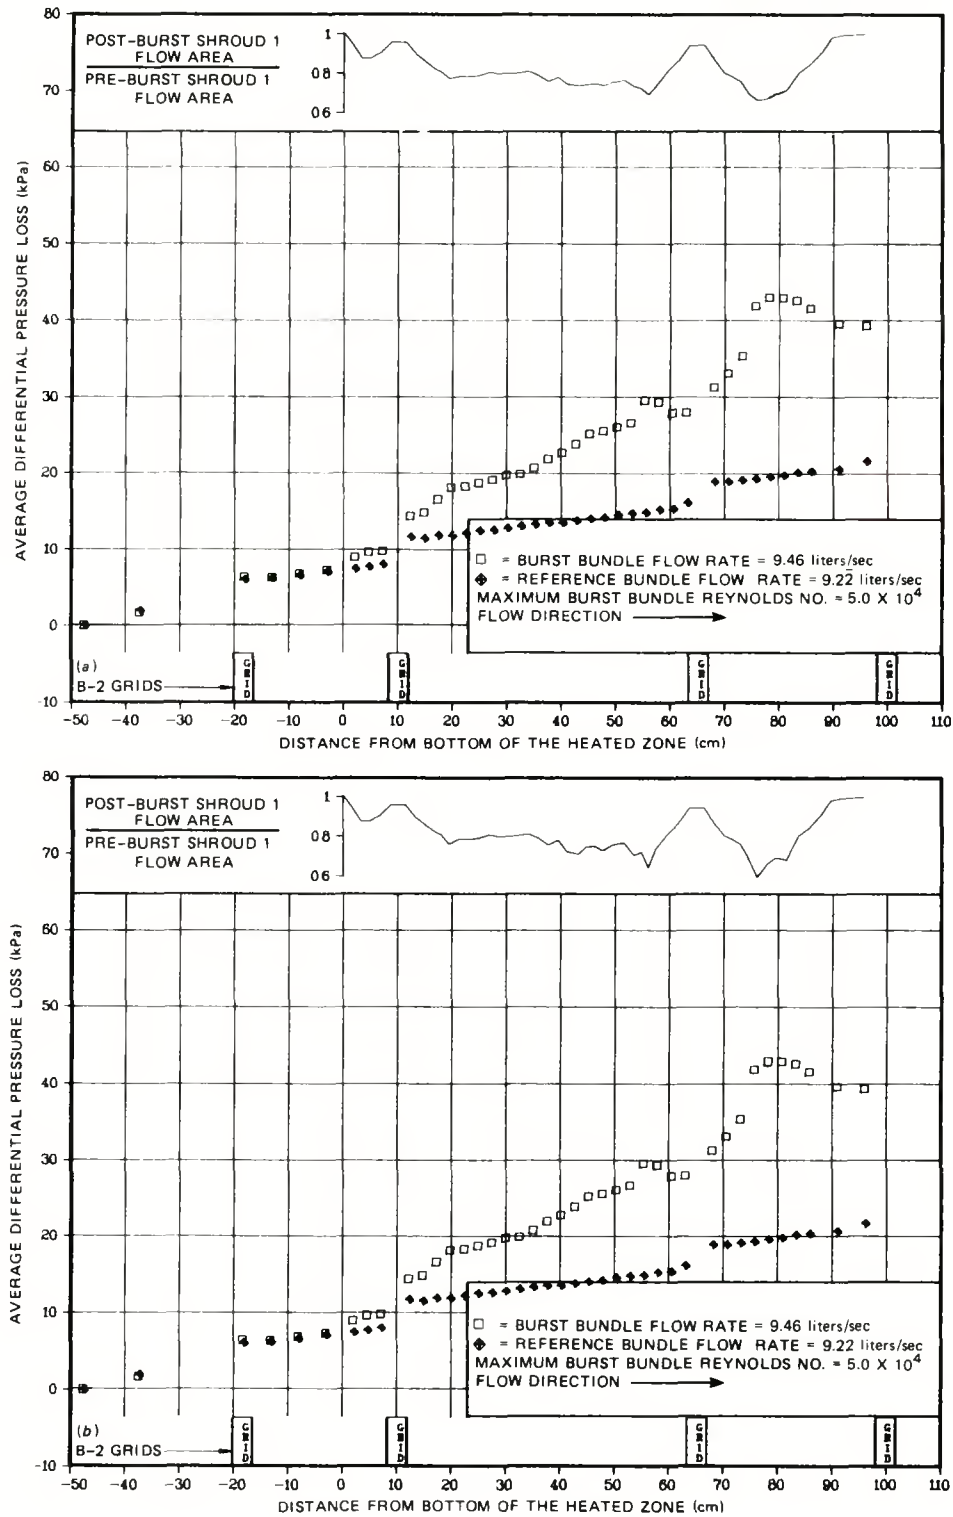 80
POST-BURST SHROUD 1
FLOW AREA
PRE-BURST SHROUD 1
FLOW AREA
1
0.8
0.6
70
60
50
40
30
20
10
0
-10
AVERAGE DIFFERENTIAL PRESSURE LOSS (kPa)
□ = BURST BUNDLE FLOW RATE = 9.46 liters/sec
◆ = REFERENCE BUNDLE FLOW RATE = 9.22 liters/sec
MAXIMUM BURST BUNDLE REYNOLDS NO. = 5.0 X 10⁴
FLOW DIRECTION
(a)
B-2 GRIDS
GRID
GRID
GRID
GRID
-50 -40 -30 -20 -10 0 10 20 30 40 50 60 70 80 90 100 110
DISTANCE FROM BOTTOM OF THE HEATED ZONE (cm)
80
POST-BURST SHROUD 1
FLOW AREA
PRE-BURST SHROUD 1
FLOW AREA
1
0.8
0.6
70
60
50
40
30
20
10
0
-10
AVERAGE DIFFERENTIAL PRESSURE LOSS (kPa)
□ = BURST BUNDLE FLOW RATE = 9.46 liters/sec
◆ = REFERENCE BUNDLE FLOW RATE = 9.22 liters/sec
MAXIMUM BURST BUNDLE REYNOLDS NO. = 5.0 X 10⁴
FLOW DIRECTION
(b)
B-2 GRIDS
GRID
GRID
GRID
GRID
-50 -40 -30 -20 -10 0 10 20 30 40 50 60 70 80 90 100 110
DISTANCE FROM BOTTOM OF THE HEATED ZONE (cm)